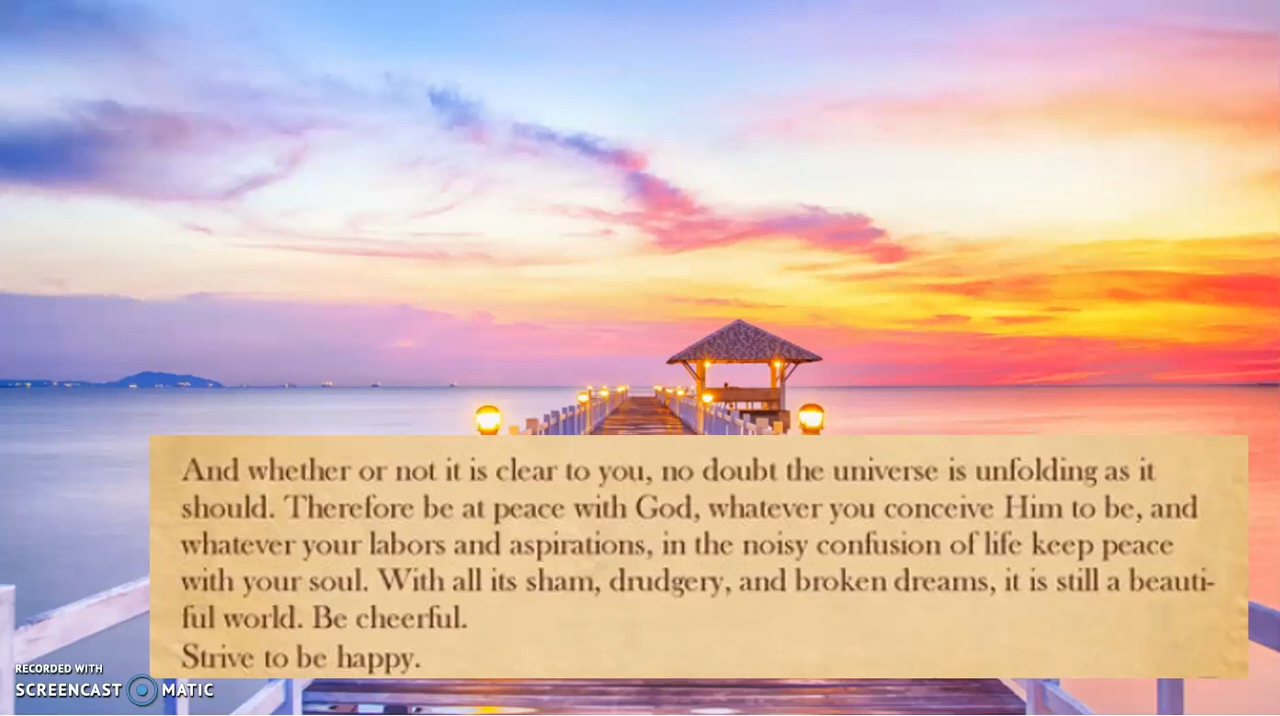 And whether or not it is clear to you, no doubt the universe is unfolding as it
should. Therefore be at peace with God, whatever you conceive Him to be, and
whatever your labors and aspirations, in the noisy confusion of life keep peace
with your soul. With all its sham, drudgery, and broken dreams, it is still a beauti-
ful world. Be cheerful.
Strive to be happy.
RECORDED WITH
SCREENCAST MATIC